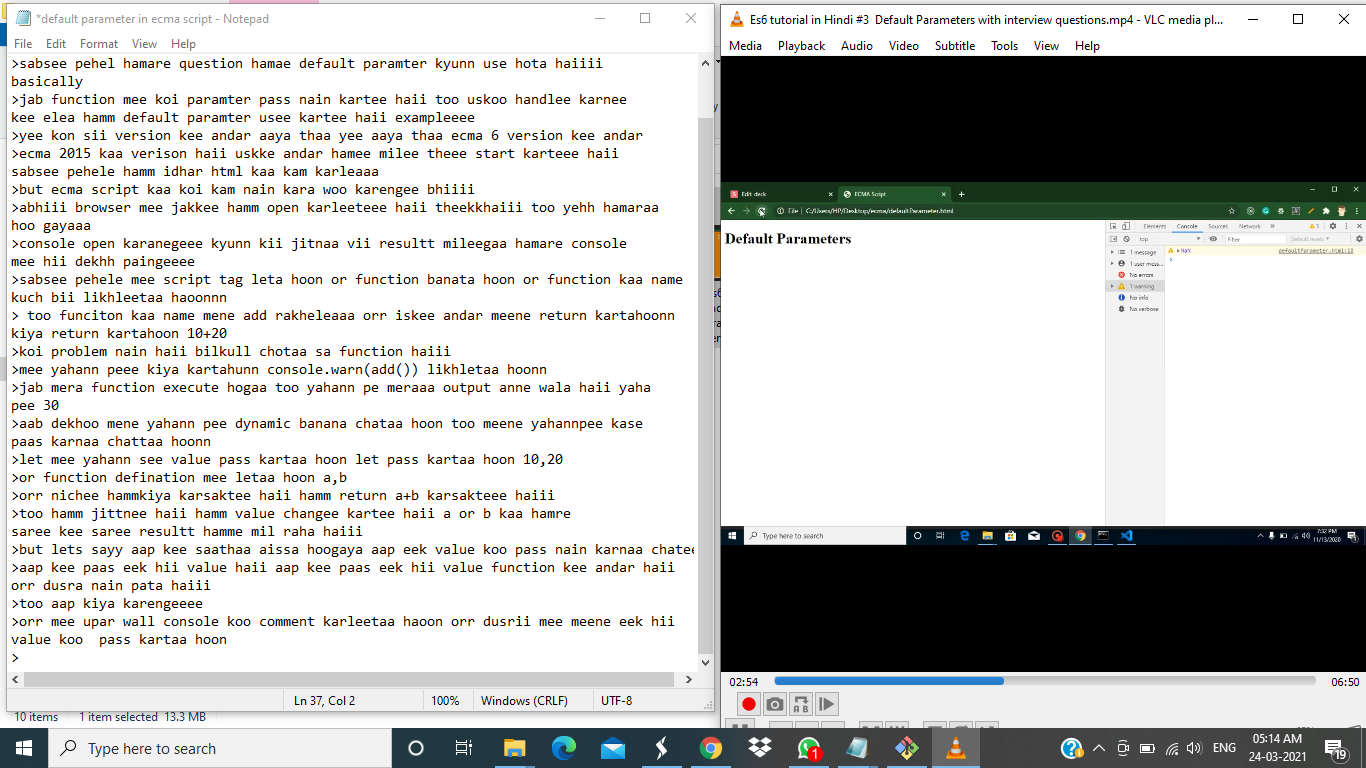 *default parameter in ecma script - Notepad
File Edit Format View Help
>sabsee pehel hamare question hamae default paramter kyunn use hota haiiii
basically
>jab function mee koi paramter pass nain kartee haii too uskoo handlee karnee
kee elea hamm default paramter usee kartee haii exampleeee
>yee kon sii version kee andar aaya thaa yee aaya thaa ecma 6 version kee andar
>ecma 2015 kaa verison haii uskke andar hamee milee theee start karteee haii
sabsee pehele hamm idhar html kaa kam karleaaa
>but ecma script kaa koi kam nain kara woo karengee bhiiii
>abhiii browser mee jakkee hamm open karleeteee haii theekkhaiii too yehh hamaraa
hoo gayaaa
>console open karanegeee kyunn kii jitnaa vii resultt mileegaa hamare console
mee hii dekhh paingeeee
>sabsee pehele mee script tag leta hoon or function banata hoon or function kaa name
kuch bii likhleetaa haoonnn
> too funciton kaa name mene add rakheleaaa orr iskee andar meene return kartahoonn
kiya return kartahoon 10+20
>koi problem nain haii bilkull chotaa sa function haiii
>mee yahann peee kiya kartahunn console.warn(add()) likhletaa hoonn
>jab mera function execute hogaa too yahann pe meraaa output anne wala haii yaha
pee 30
>aab dekhoo mene yahann pee dynamic banana chataa hoon too meene yahannpee kase
paas karnaa chattaa hoonn
>let mee yahann see value pass kartaa hoon let pass kartaa hoon 10,20
>or function defination mee letaa hoon a,b
>orr nichee hammkiya karsaktee haii hamm return a+b karsakteee haiii
>too hamm jittnee haii hamm value changee kartee haii a or b kaa hamre
saree kee saree resultt hamme mil raha haiii
>but lets sayy aap kee saathaa aissa hoogaya aap eek value koo pass nain karnaa chatee
>aap kee paas eek hii value haii aap kee paas eek hii value function kee andar haii
orr dusra nain pata haiii
>too aap kiya karengeeee
>orr mee upar wall console koo comment karleetaa haoon orr dusrii mee meene eek hii
value koo  pass kartaa hoon
>
Ln 37, Col 2 100% Windows (CRLF) UTF-8
10 items 1 item selected 13.3 MB
Es6 tutorial in Hindi #3 Default Parameters with interview questions.mp4 - VLC media pl...
Media Playback Audio Video Subtitle Tools View Help
Edit deck ECMA Script
File C:/Users/HP/Desktop/ecma/defaultParameter.html
Default Parameters
Elements Console Sources Network » 1
top Filter Default levels
1 message
1 user mess...
No errors
1 warning
No info
No verbose
NaN defaultParameter.html:18
Type here to search
7:32 PM
11/13/2020
02:54 06:50
Type here to search
1
ENG
05:14 AM
24-03-2021
19